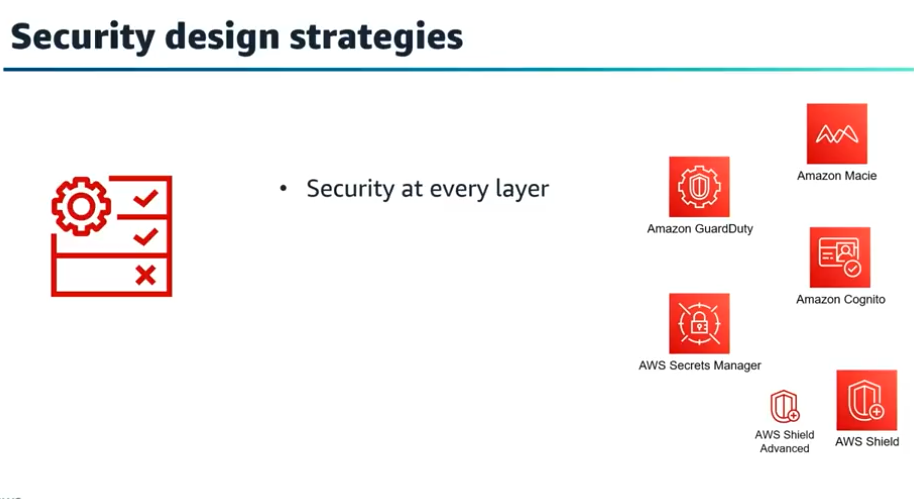 Security design strategies
• Security at every layer
Amazon Macie
Amazon GuardDuty
Amazon Cognito
AWS Secrets Manager
AWS Shield
Advanced
AWS Shield